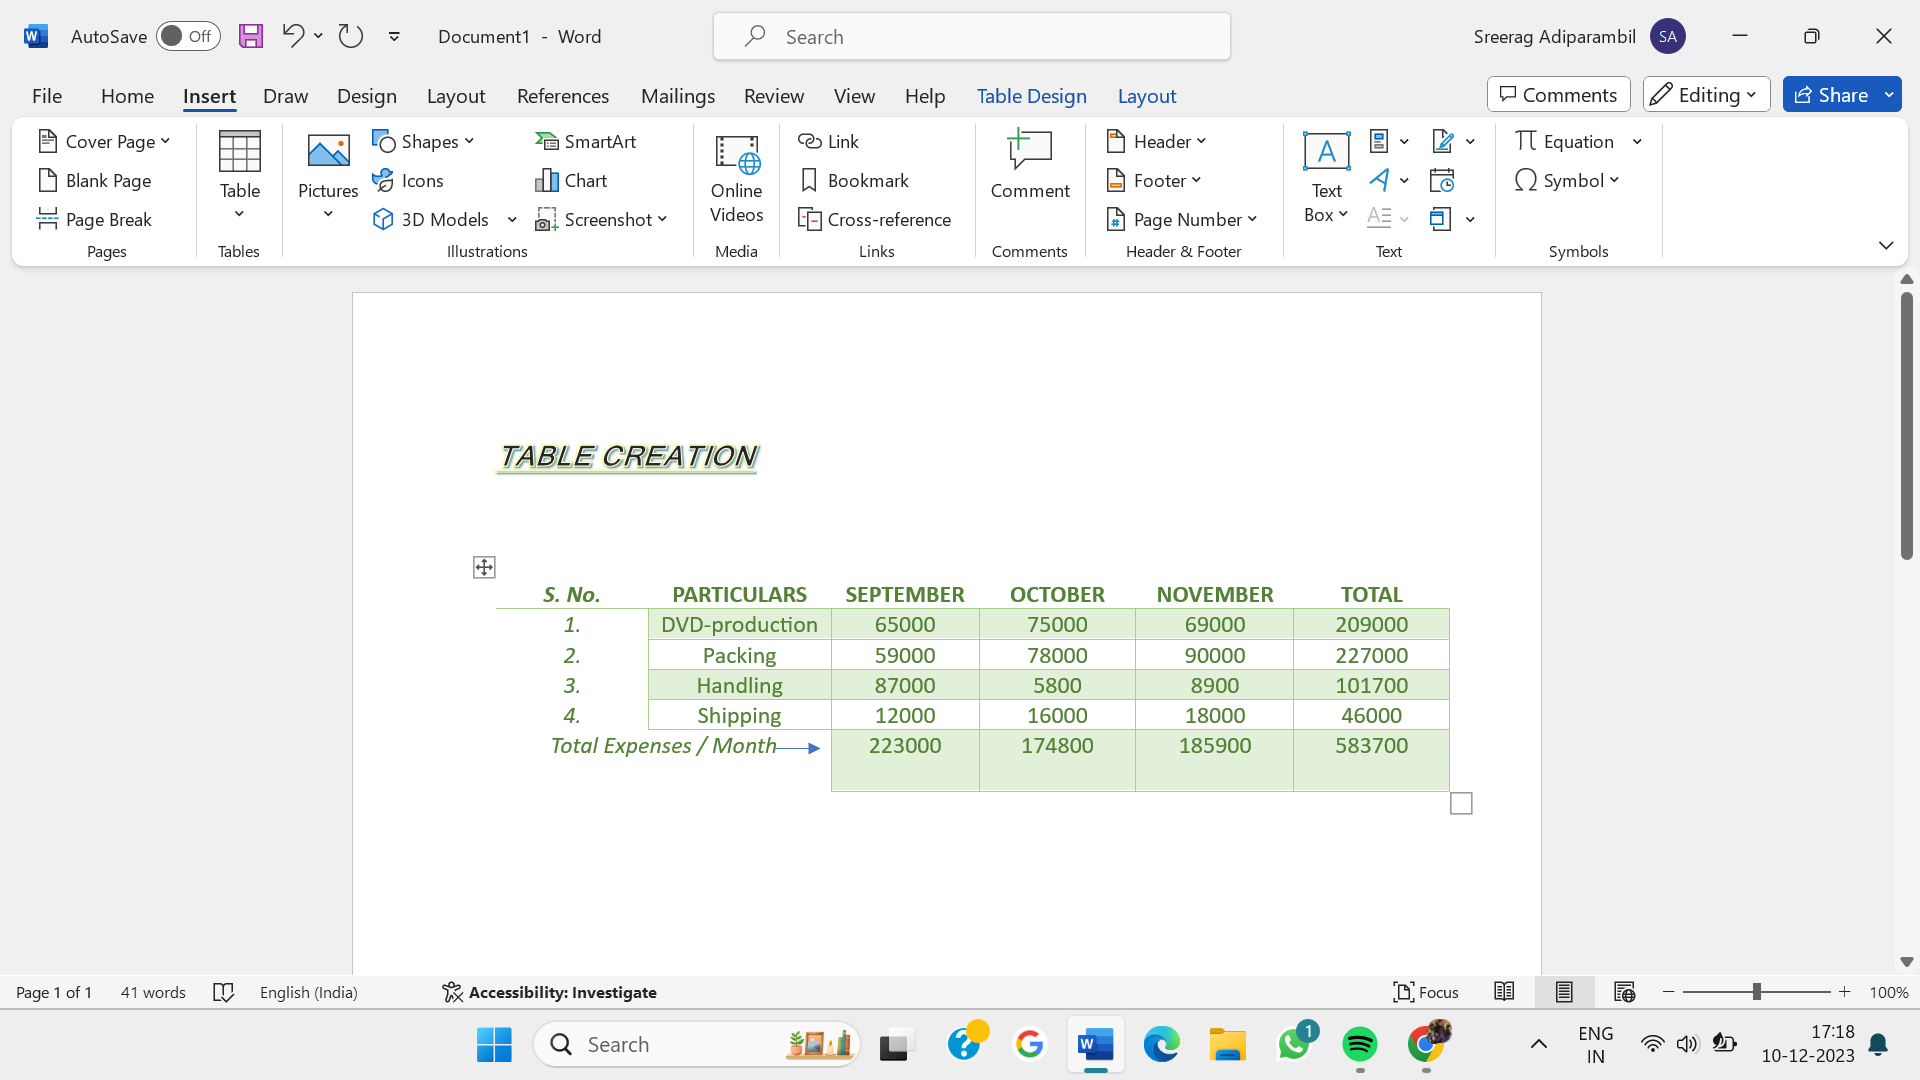 AutoSave Off Document1 - Word Search Sreerag Adiparambil SA
File Home Insert Draw Design Layout References Mailings Review View Help Table Design Layout Comments Editing Share
Cover Page
Blank Page
Page Break
Pages
Table
Tables
Pictures
Shapes
Icons
3D Models
SmartArt
Chart
Screenshot
Illustrations
Online
Videos
Media
Link
Bookmark
Cross-reference
Links
Comment
Comments
Header
Footer
Page Number
Header & Footer
Text
Box
Text
Equation
Symbol
Symbols
TABLE CREATION
S. No. PARTICULARS SEPTEMBER OCTOBER NOVEMBER TOTAL
1. DVD-production 65000 75000 69000 209000
2. Packing 59000 78000 90000 227000
3. Handling 87000 5800 8900 101700
4. Shipping 12000 16000 18000 46000
Total Expenses / Month 223000 174800 185900 583700
Page 1 of 1 41 words English (India) Accessibility: Investigate Focus 100%
Search 1 ENG 17:18
IN 10-12-2023